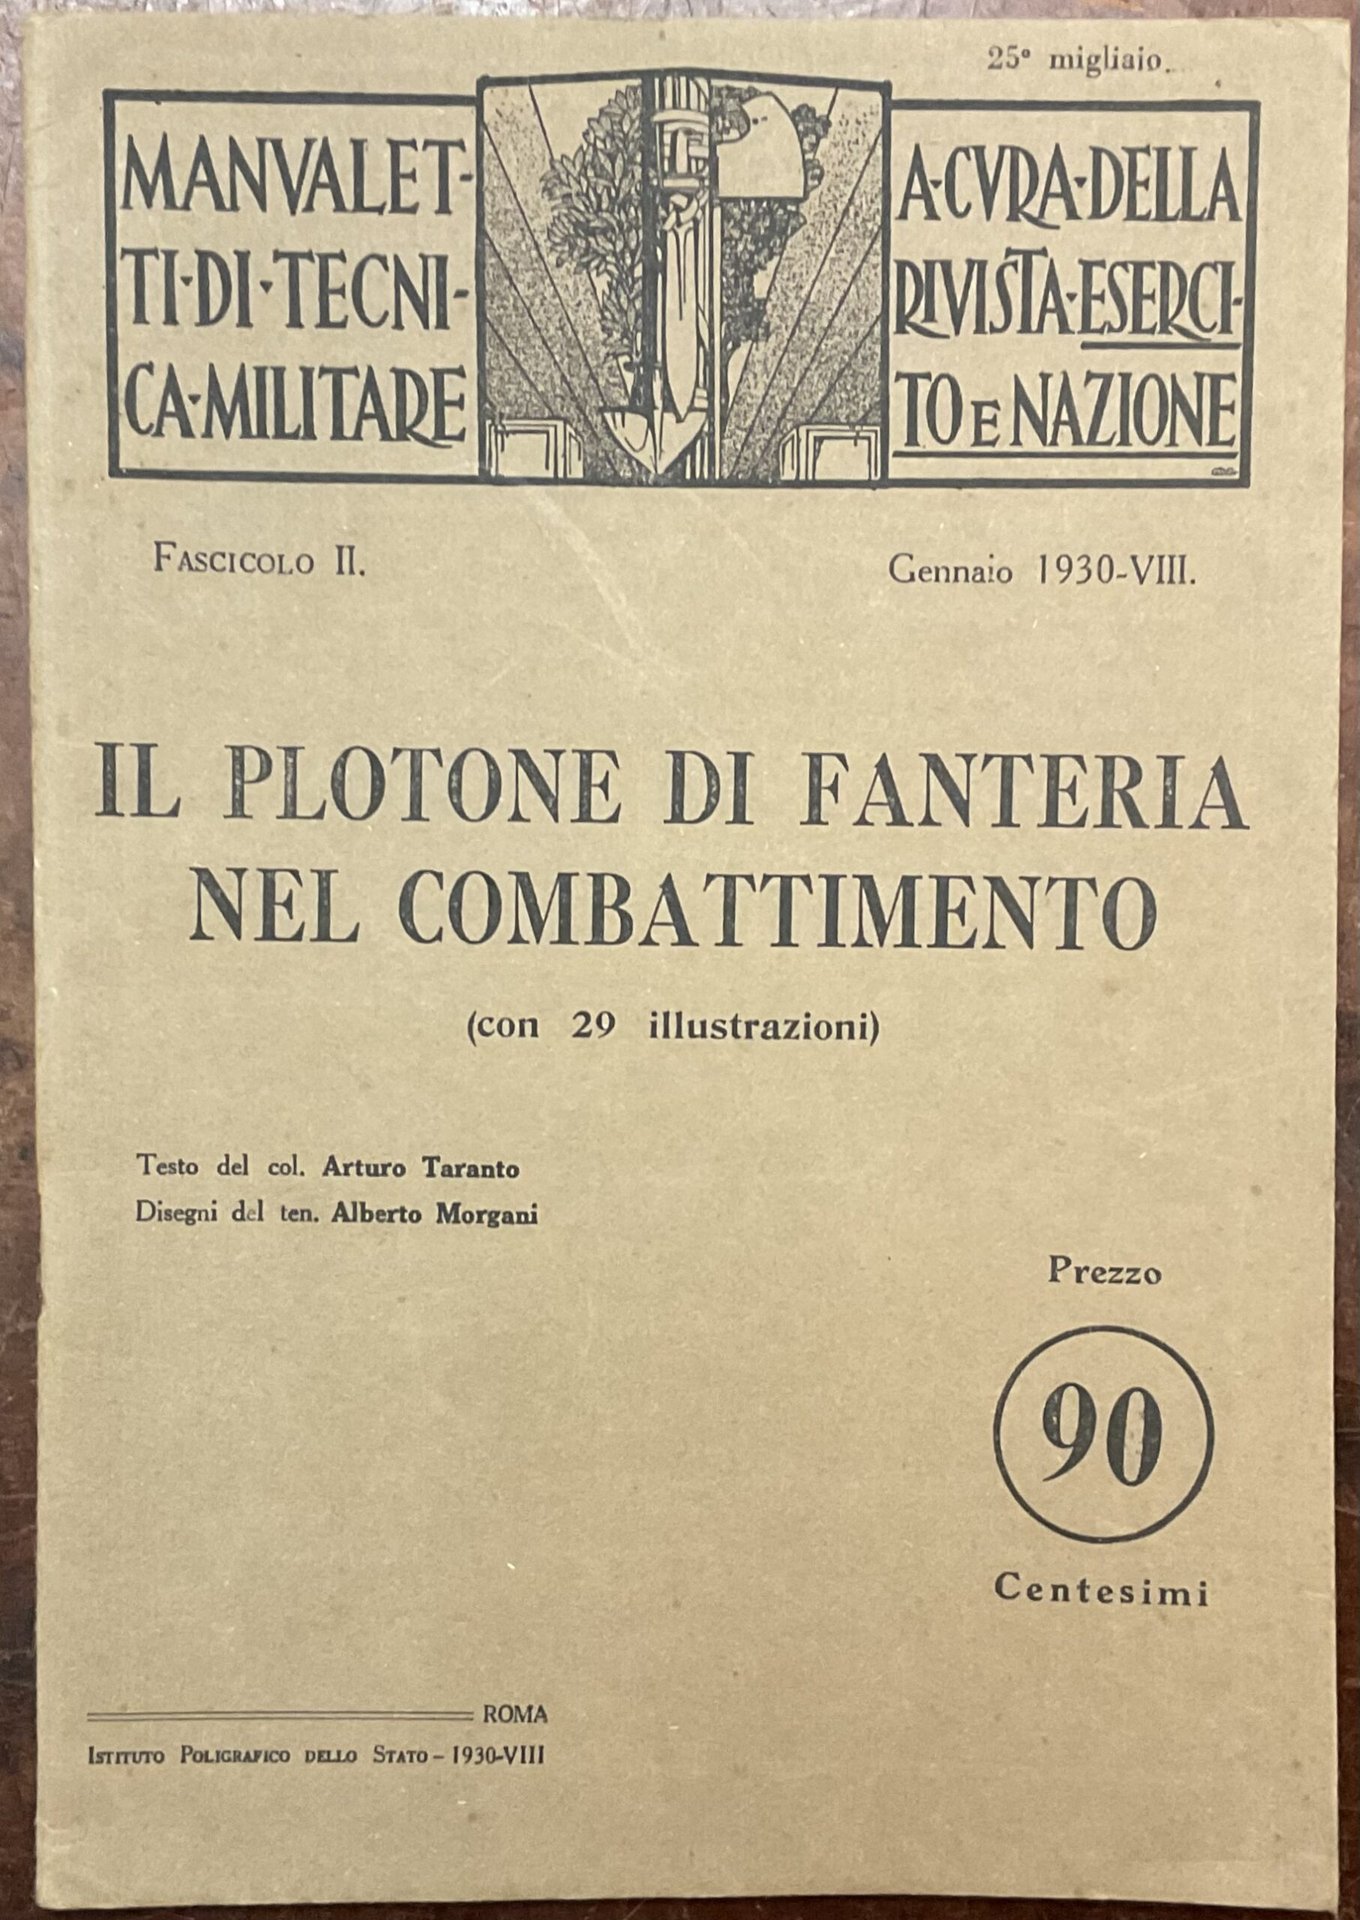 25º migliaio.
MANVALET-
TI·DI·TECNI-
CA·MILITARE
A·CVRA·DELLA
RIVISTA·ESERCI-
TO E NAZIONE
FASCICOLO II.
Gennaio 1930-VIII.
IL PLOTONE DI FANTERIA
NEL COMBATTIMENTO
(con 29 illustrazioni)
Testo del col. Arturo Taranto
Disegni del ten. Alberto Morgani
Prezzo
90
Centesimi
ROMA
ISTITUTO POLIGRAFICO DELLO STATO – 1930-VIII